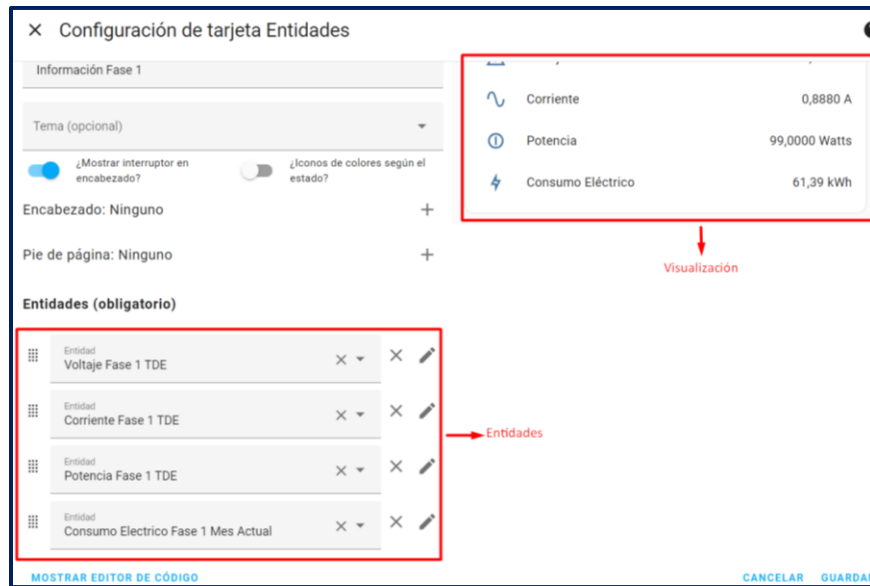 Configuración de tarjeta Entidades
Información Fase 1
Tema (opcional)
¿Mostrar interruptor en
encabezado?
¿Iconos de colores según el
estado?
Encabezado: Ninguno
Pie de página: Ninguno
Entidades (obligatorio)
Entidad
Voltaje Fase 1 TDE
Entidad
Corriente Fase 1 TDE
Entidad
Potencia Fase 1 TDE
Entidad
Consumo Electrico Fase 1 Mes Actual
Entidades
Corriente 0,8880 A
Potencia 99,0000 Watts
Consumo Eléctrico 61,39 kWh
Visualización
MOSTRAR EDITOR DE CÓDIGO
CANCELAR GUARDAR